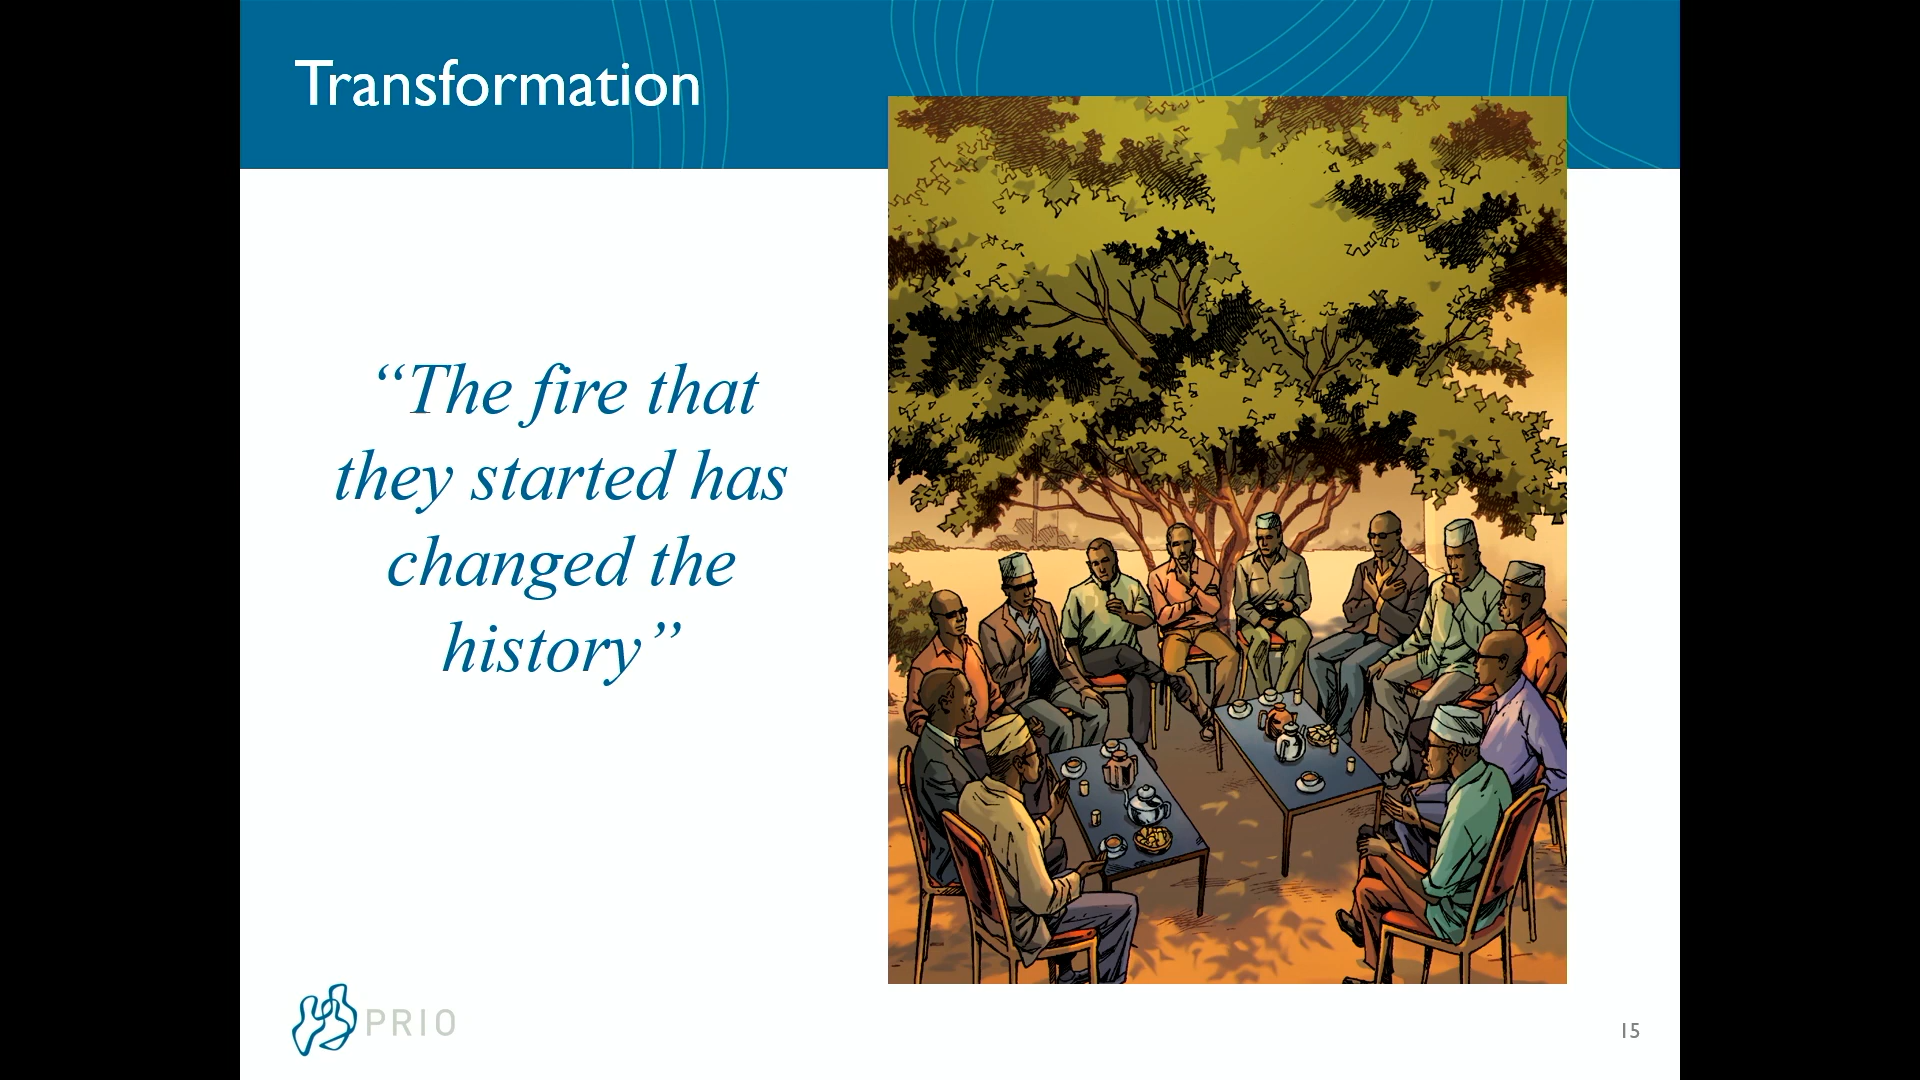 Transformation
“The fire that
they started has
changed the
history”
PRIO
15